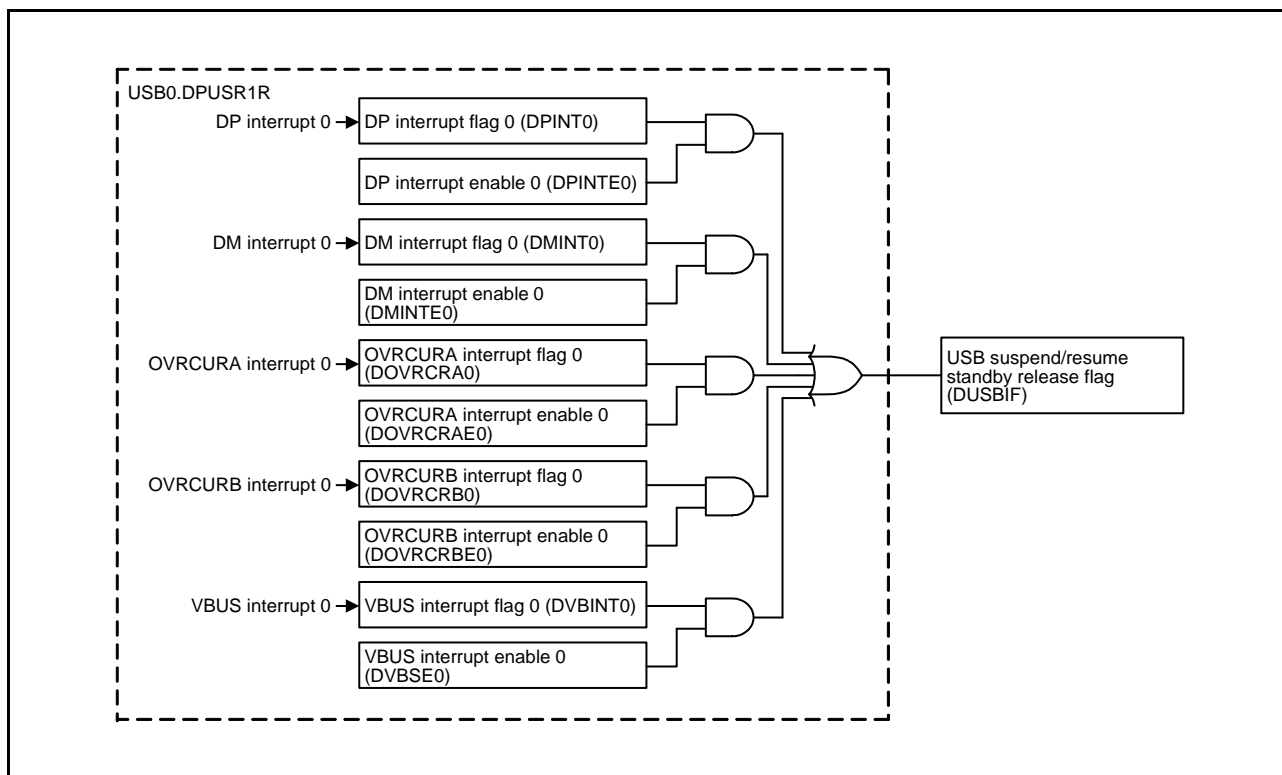 USB0.DPUSR1R
DP interrupt 0
DP interrupt flag 0 (DPINT0)
DP interrupt enable 0 (DPINTE0)
DM interrupt 0
DM interrupt flag 0 (DMINT0)
DM interrupt enable 0
(DMINTE0)
OVRCURA interrupt 0
OVRCURA interrupt flag 0
(DOVRCRA0)
OVRCURA interrupt enable 0
(DOVRCRAE0)
OVRCURB interrupt 0
OVRCURB interrupt flag 0
(DOVRCRB0)
OVRCURB interrupt enable 0
(DOVRCRBE0)
VBUS interrupt 0
VBUS interrupt flag 0 (DVBINT0)
VBUS interrupt enable 0
(DVBSE0)
USB suspend/resume
standby release flag
(DUSBIF)